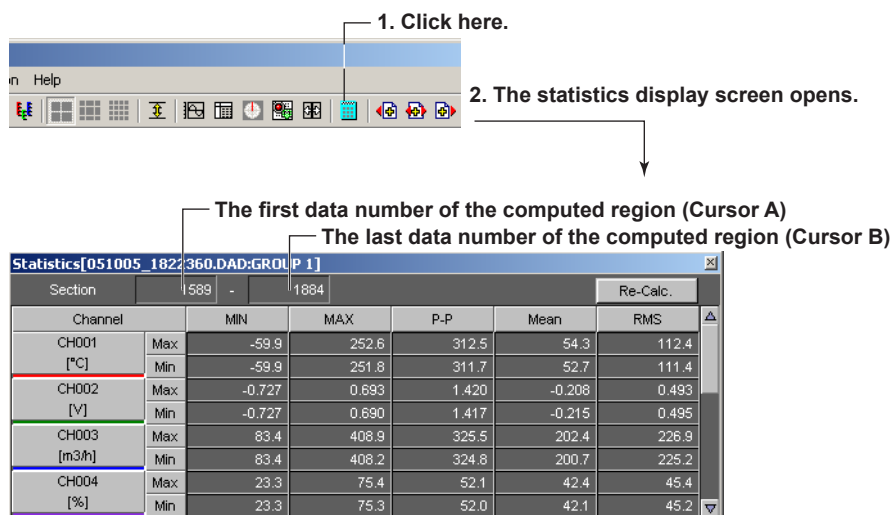 1. Click here.
on Help
2. The statistics display screen opens.
The first data number of the computed region (Cursor A)
The last data number of the computed region (Cursor B)
Statistics[051005_1822360.DAD:GROUP 1]
Section 1589 - 1884 Re-Calc.
Channel MIN MAX P-P Mean RMS
CH001 Max -59.9 252.6 312.5 54.3 112.4
[°C] Min -59.9 251.8 311.7 52.7 111.4
CH002 Max -0.727 0.693 1.420 -0.208 0.493
[V] Min -0.727 0.690 1.417 -0.215 0.495
CH003 Max 83.4 408.9 325.5 202.4 226.9
[m3/h] Min 83.4 408.2 324.8 200.7 225.2
CH004 Max 23.3 75.4 52.1 42.4 45.4
[%] Min 23.3 75.3 52.0 42.1 45.2